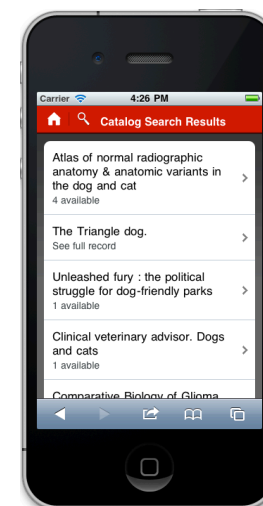 Carrier 4:26 PM
Catalog Search Results
Atlas of normal radiographic
anatomy & anatomic variants in
the dog and cat
4 available
The Triangle dog.
See full record
Unleashed fury : the political
struggle for dog-friendly parks
1 available
Clinical veterinary advisor. Dogs
and cats
1 available
Comparative Biology of Glioma